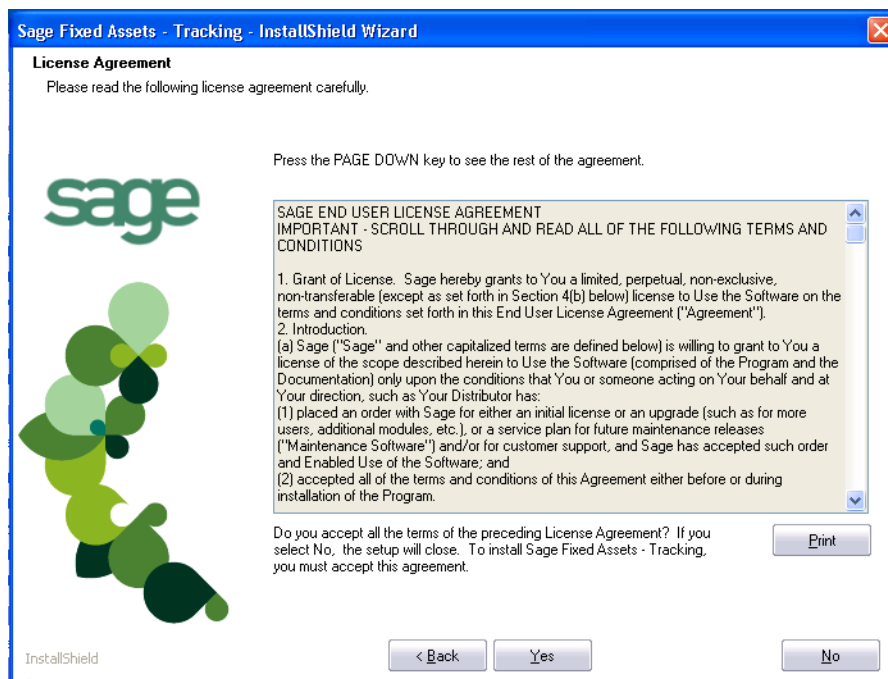 Sage Fixed Assets - Tracking - InstallShield Wizard
License Agreement
Please read the following license agreement carefully.
Press the PAGE DOWN key to see the rest of the agreement.
sage
SAGE END USER LICENSE AGREEMENT
IMPORTANT - SCROLL THROUGH AND READ ALL OF THE FOLLOWING TERMS AND
CONDITIONS
1. Grant of License.  Sage hereby grants to You a limited, perpetual, non-exclusive,
non-transferable (except as set forth in Section 4(b) below) license to Use the Software on the
terms and conditions set forth in this End User License Agreement ("Agreement").
2. Introduction.
(a) Sage ("Sage" and other capitalized terms are defined below) is willing to grant to You a
license of the scope described herein to Use the Software (comprised of the Program and the
Documentation) only upon the conditions that You or someone acting on Your behalf and at
Your direction, such as Your Distributor has:
(1) placed an order with Sage for either an initial license or an upgrade (such as for more
users, additional modules, etc.), or a service plan for future maintenance releases
("Maintenance Software") and/or for customer support, and Sage has accepted such order
and Enabled Use of the Software; and
(2) accepted all of the terms and conditions of this Agreement either before or during
installation of the Program.
Do you accept all the terms of the preceding License Agreement?  If you
select No,  the setup will close.  To install Sage Fixed Assets - Tracking,
you must accept this agreement.
Print
InstallShield
< Back
Yes
No